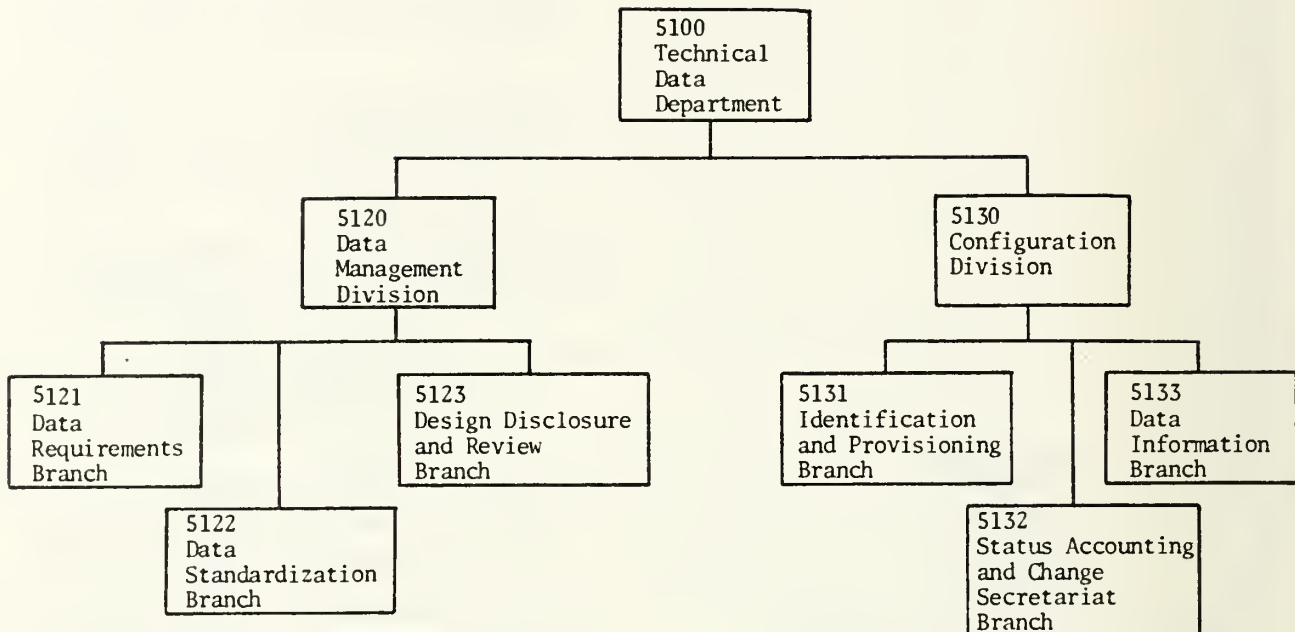 5100
Technical
Data
Department
5120
Data
Management
Division
5130
Configuration
Division
5121
Data
Requirements
Branch
5122
Data
Standardization
Branch
5123
Design Disclosure
and Review
Branch
5131
Identification
and Provisioning
Branch
5132
Status Accounting
and Change
Secretariat
Branch
5133
Data
Information
Branch